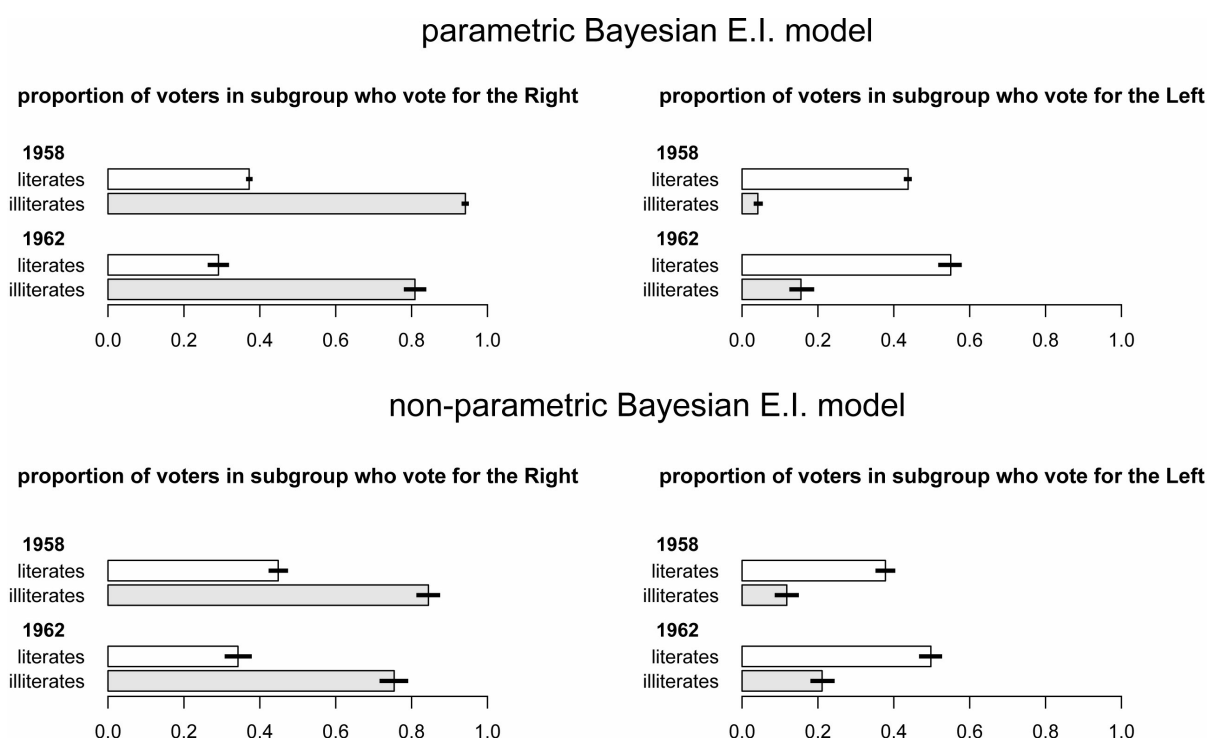 parametric Bayesian E.I. model
proportion of voters in subgroup who vote for the Right
1958
literates
illiterates
1962
literates
illiterates
0.0 0.2 0.4 0.6 0.8 1.0
proportion of voters in subgroup who vote for the Left
1958
literates
illiterates
1962
literates
illiterates
0.0 0.2 0.4 0.6 0.8 1.0
non-parametric Bayesian E.I. model
proportion of voters in subgroup who vote for the Right
1958
literates
illiterates
1962
literates
illiterates
0.0 0.2 0.4 0.6 0.8 1.0
proportion of voters in subgroup who vote for the Left
1958
literates
illiterates
1962
literates
illiterates
0.0 0.2 0.4 0.6 0.8 1.0